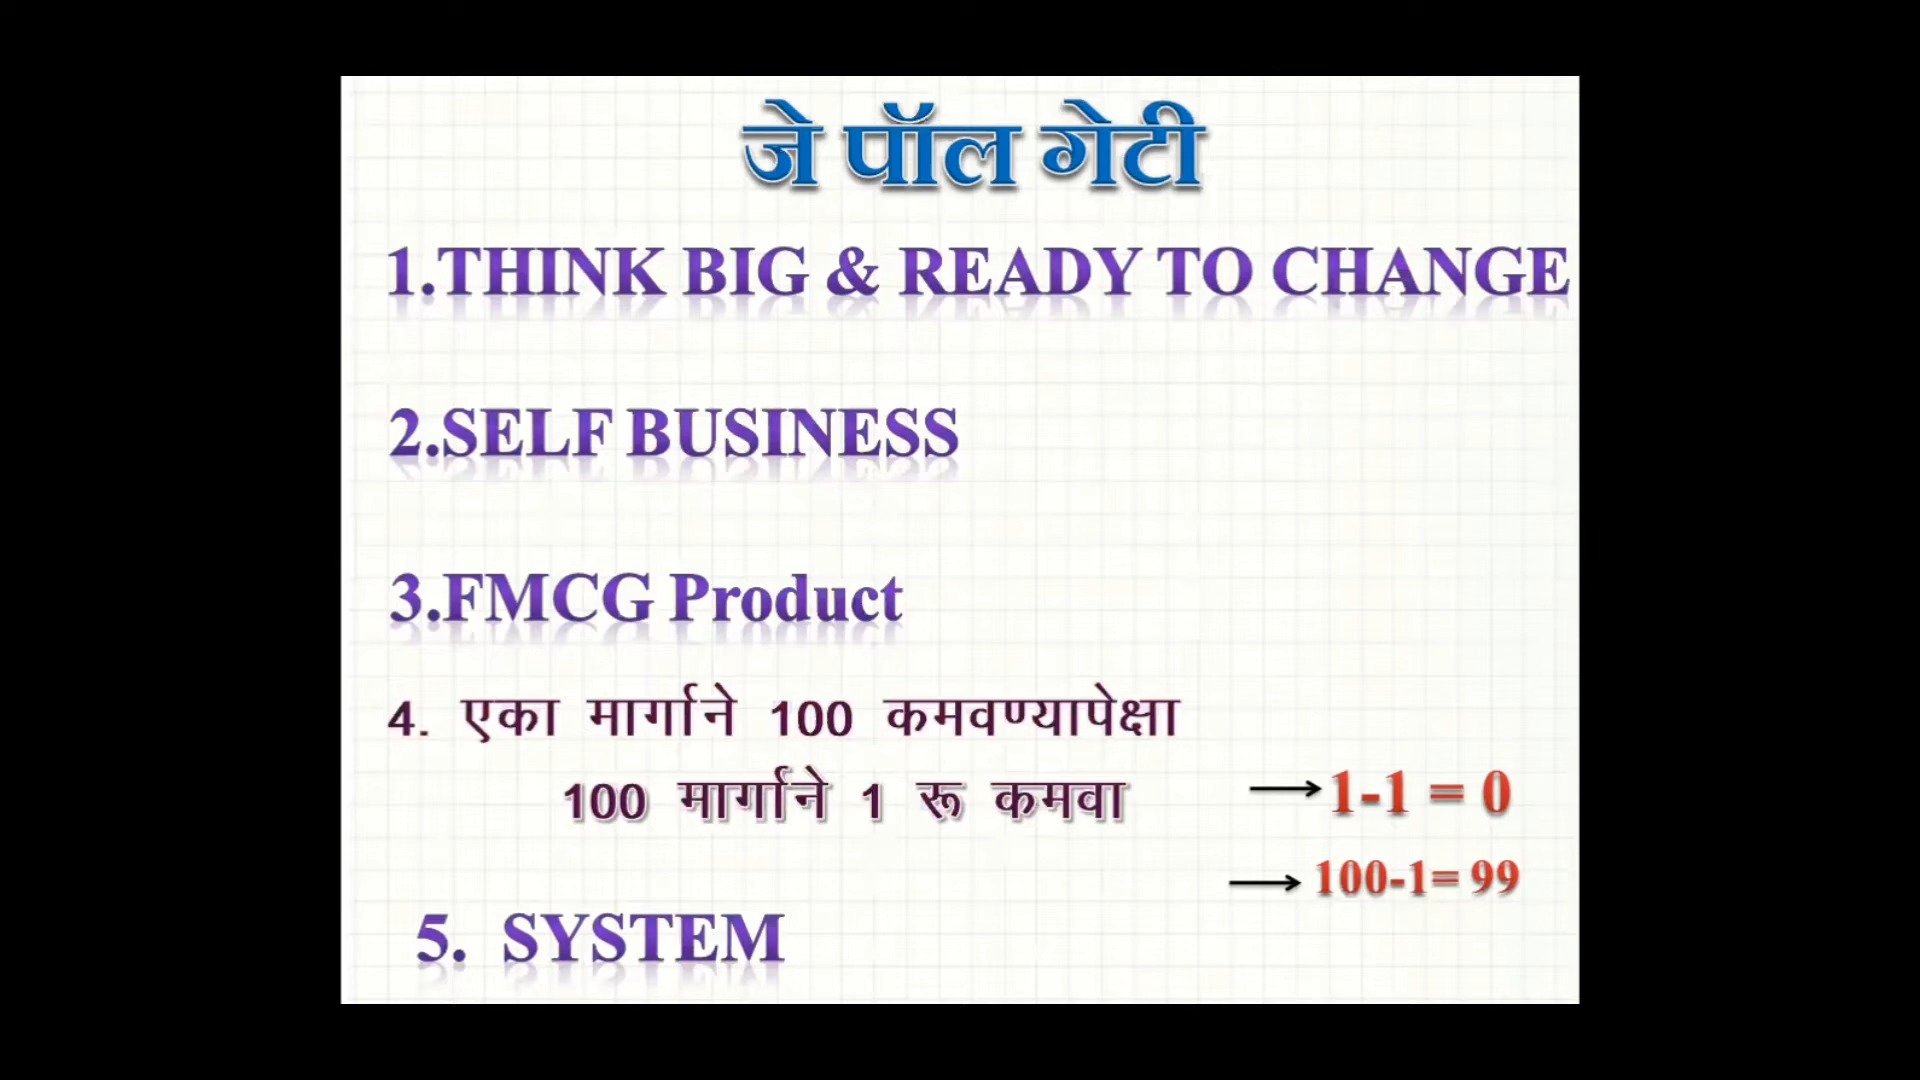 जे पॉल गेटी
1.THINK BIG & READY TO CHANGE
2.SELF BUSINESS
3.FMCG Product
4. एका मार्गाने 100 कमवण्यापेक्षा
100 मार्गाने 1 रू कमवा
→1-1 = 0
→ 100-1= 99
5. SYSTEM